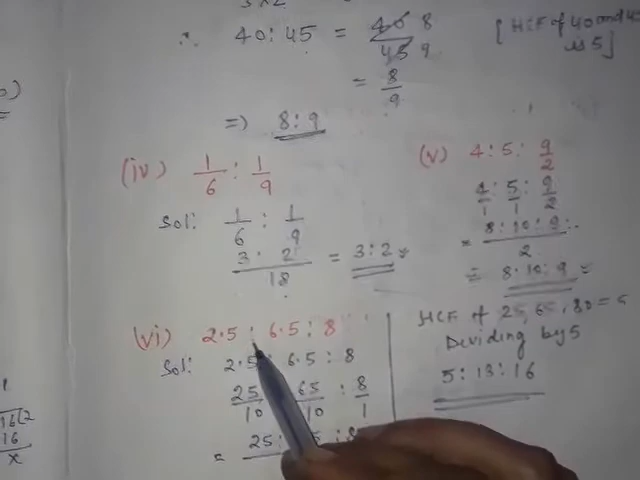 ∴ 40:45 = 40 8
45 9
[HCF of 40 and 45
is 5]
= 8
9
=) 8:9
(iv) 1/6 : 1/9
Sol: 1/6 : 1/9
3 : 2
18
= 3:2
(v) 4:5: 9/2
4/1 : 5/1 : 9/2
= 8:10:9
2
= 8:10:9
(vi) 2.5 : 6.5 : 8
Sol: 2.5 : 6.5 : 8
25/10 65/10 : 8/1
= 25:
HCF of 25, 65, 80 = 5
Dividing by 5
5:13:16
16
x